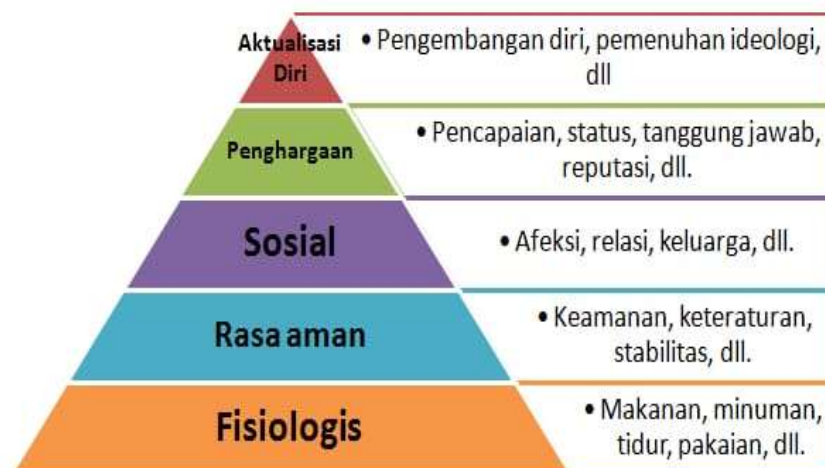 Aktualisasi
Diri
• Pengembangan diri, pemenuhan ideologi,
dll
Penghargaan
• Pencapaian, status, tanggung jawab,
reputasi, dll.
Sosial
• Afeksi, relasi, keluarga, dll.
Rasa aman
• Keamanan, keteraturan,
stabilitas, dll.
Fisiologis
• Makanan, minuman,
tidur, pakaian, dll.